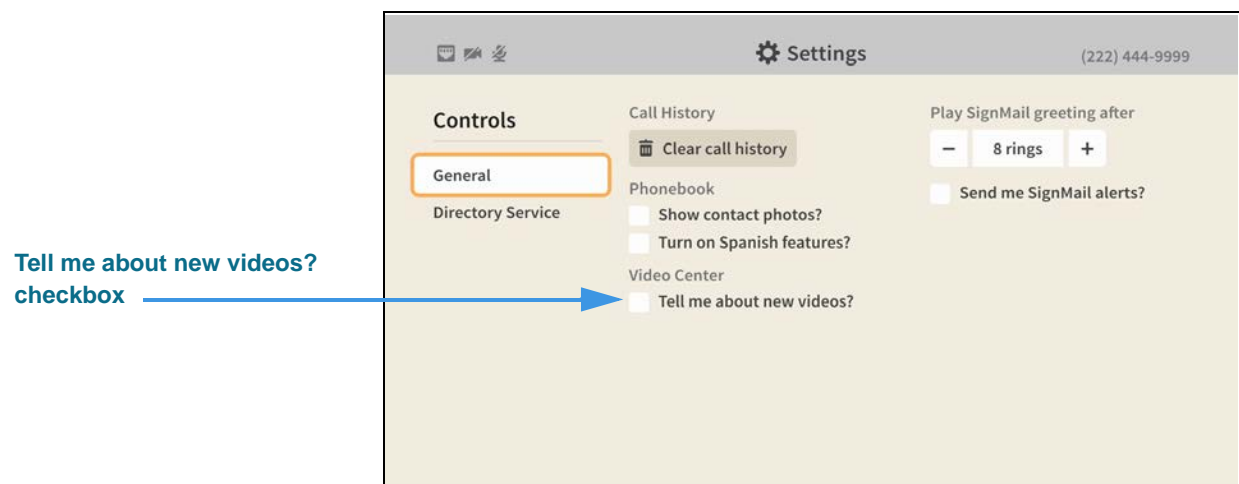 Settings
(222) 444-9999
Controls
General
Directory Service
Call History
Clear call history
Phonebook
Show contact photos?
Turn on Spanish features?
Video Center
Tell me about new videos?
Play SignMail greeting after
− 8 rings +
Send me SignMail alerts?
Tell me about new videos?
checkbox